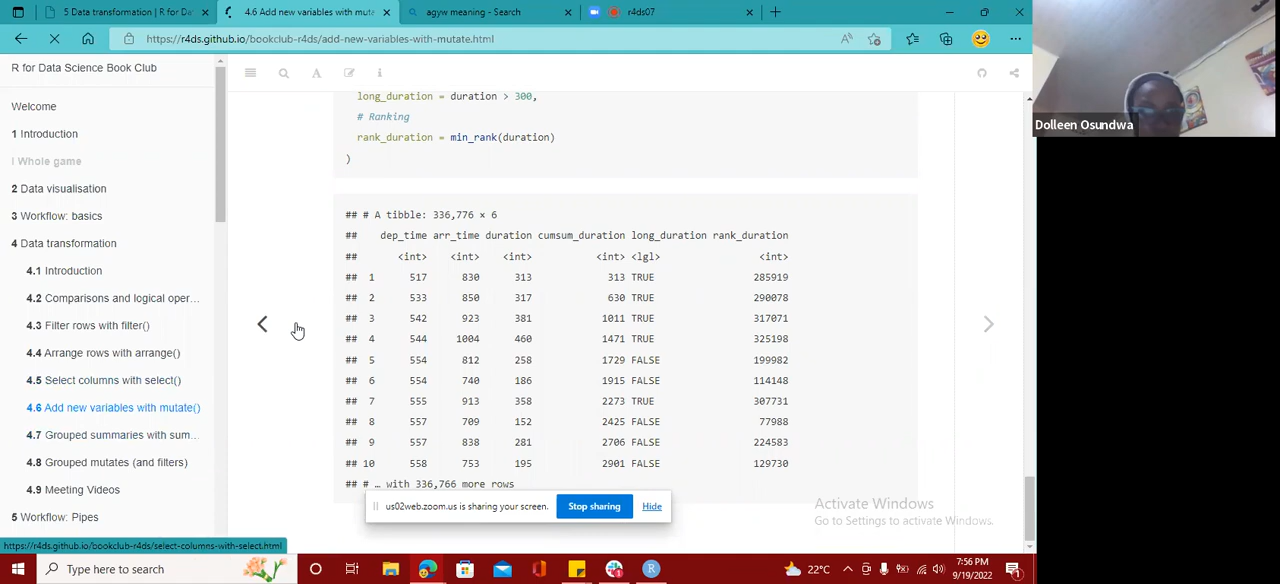 5 Data transformation | R for Dat
4.6 Add new variables with muta
agyw meaning - Search
r4ds07
https://r4ds.github.io/bookclub-r4ds/add-new-variables-with-mutate.html
R for Data Science Book Club
Welcome
1 Introduction
I Whole game
2 Data visualisation
3 Workflow: basics
4 Data transformation
4.1 Introduction
4.2 Comparisons and logical oper...
4.3 Filter rows with filter()
4.4 Arrange rows with arrange()
4.5 Select columns with select()
4.6 Add new variables with mutate()
4.7 Grouped summaries with sum...
4.8 Grouped mutates (and filters)
4.9 Meeting Videos
5 Workflow: Pipes
https://r4ds.github.io/bookclub-r4ds/select-columns-with-select.html
long_duration = duration > 300,
# Ranking
rank_duration = min_rank(duration)
)
## # A tibble: 336,776 × 6
## dep_time arr_time duration cumsum_duration long_duration rank_duration
## <int> <int> <int> <int> <lgl> <int>
## 1 517 830 313 313 TRUE 285919
## 2 533 850 317 630 TRUE 290078
## 3 542 923 381 1011 TRUE 317071
## 4 544 1004 460 1471 TRUE 325198
## 5 554 812 258 1729 FALSE 199982
## 6 554 740 186 1915 FALSE 114148
## 7 555 913 358 2273 TRUE 307731
## 8 557 709 152 2425 FALSE 77988
## 9 557 838 281 2706 FALSE 224583
## 10 558 753 195 2901 FALSE 129730
## # … with 336,766 more rows
us02web.zoom.us is sharing your screen.
Stop sharing
Hide
Activate Windows
Go to Settings to activate Windows.
Dolleen Osundwa
Type here to search
22°C
7:56 PM
9/19/2022